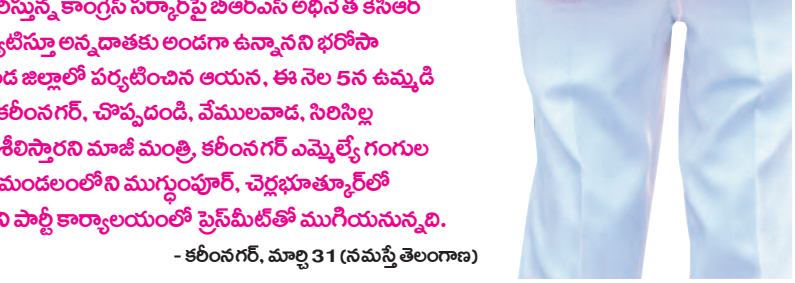 రిస్తున్న కాంగ్రెస్ సర్కార్‌పై బీఆర్ఎస్ అధినేత కేసీఆర్
టిస్తూ అన్నదాతకు అండగా ఉన్నానని భరోసా
డ జిల్లాలో పర్యటించిన ఆయన, ఈ నెల 5న ఉమ్మడి
కరీంనగర్, చొప్పదండి, వేములవాడ, సిరిసిల్ల
శీలిస్తారని మాజీ మంత్రి, కరీంనగర్ ఎమ్మెల్యే గంగుల
మండలంలోని ముగ్ధుంపూర్, చెర్లభూత్కూర్‌లో
ని పార్టీ కార్యాలయంలో ప్రెస్‌మీట్‌తో ముగియనున్నది.
- కరీంనగర్, మార్చి 31 (నమస్తే తెలంగాణ)